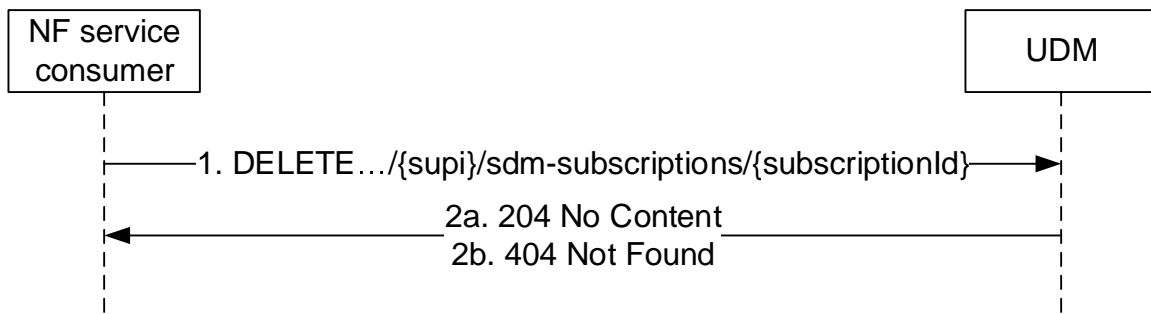 NF service
consumer
UDM
1. DELETE…/{supi}/sdm-subscriptions/{subscriptionId}
2a. 204 No Content
2b. 404 Not Found